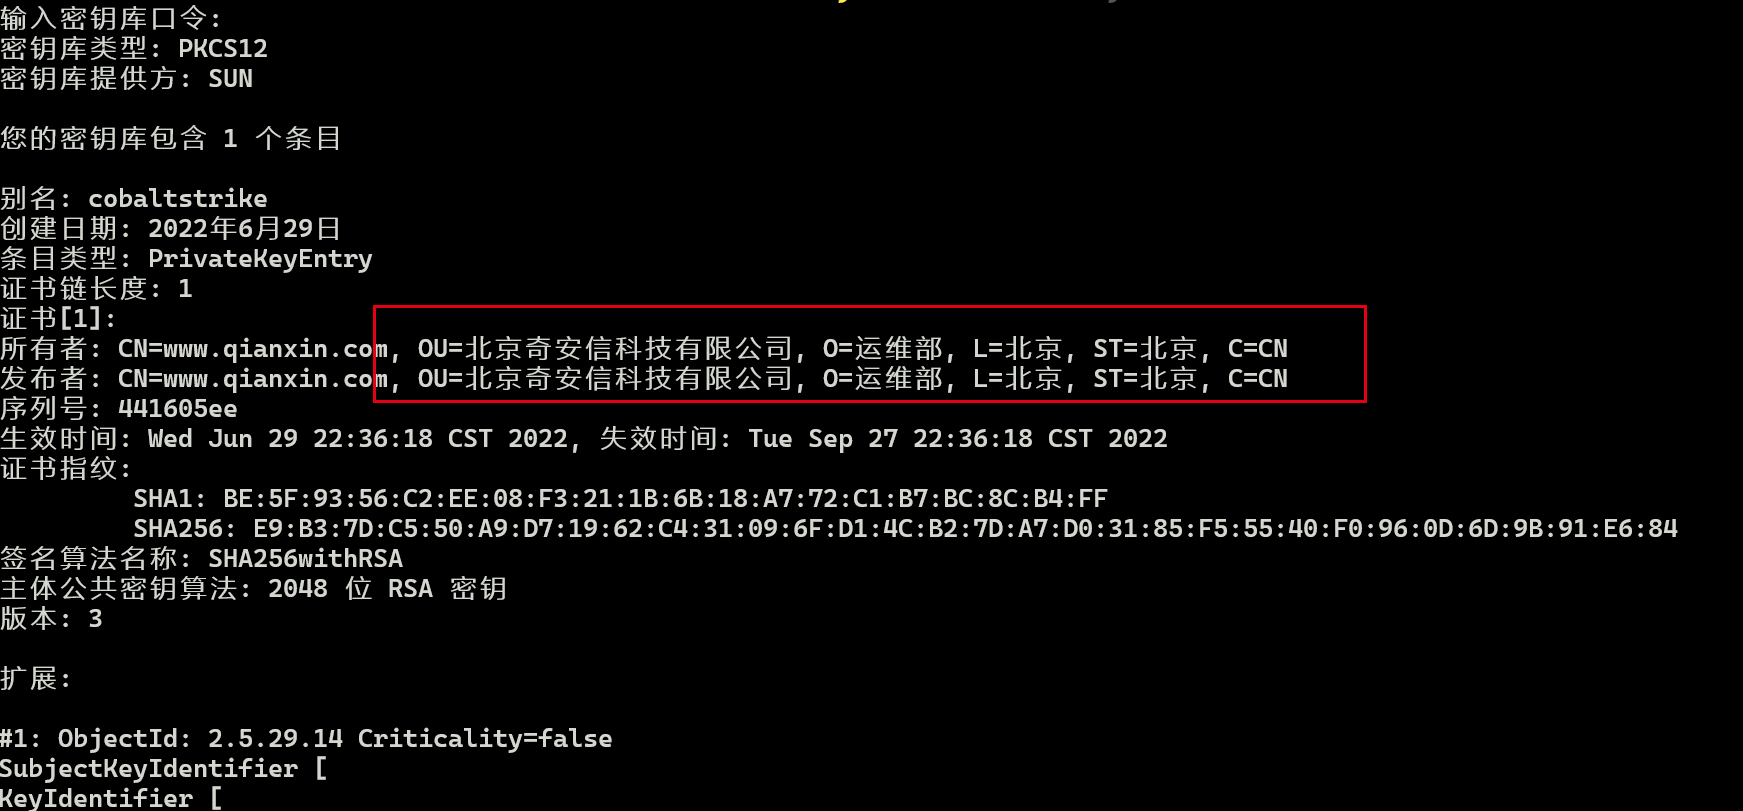 输入密钥库口令:
密钥库类型: PKCS12
密钥库提供方: SUN
您的密钥库包含 1 个条目
别名: cobaltstrike
创建日期: 2022年6月29日
条目类型: PrivateKeyEntry
证书链长度: 1
证书[1]:
所有者: CN=www.qianxin.com, OU=北京奇安信科技有限公司, O=运维部, L=北京, ST=北京, C=CN
发布者: CN=www.qianxin.com, OU=北京奇安信科技有限公司, O=运维部, L=北京, ST=北京, C=CN
序列号: 441605ee
生效时间: Wed Jun 29 22:36:18 CST 2022, 失效时间: Tue Sep 27 22:36:18 CST 2022
证书指纹:
SHA1: BE:5F:93:56:C2:EE:08:F3:21:1B:6B:18:A7:72:C1:B7:BC:8C:B4:FF
SHA256: E9:B3:7D:C5:50:A9:D7:19:62:C4:31:09:6F:D1:4C:B2:7D:A7:D0:31:85:F5:55:40:F0:96:0D:6D:9B:91:E6:84
签名算法名称: SHA256withRSA
主体公共密钥算法: 2048 位 RSA 密钥
版本: 3
扩展:
#1: ObjectId: 2.5.29.14 Criticality=false
SubjectKeyIdentifier [
KeyIdentifier [